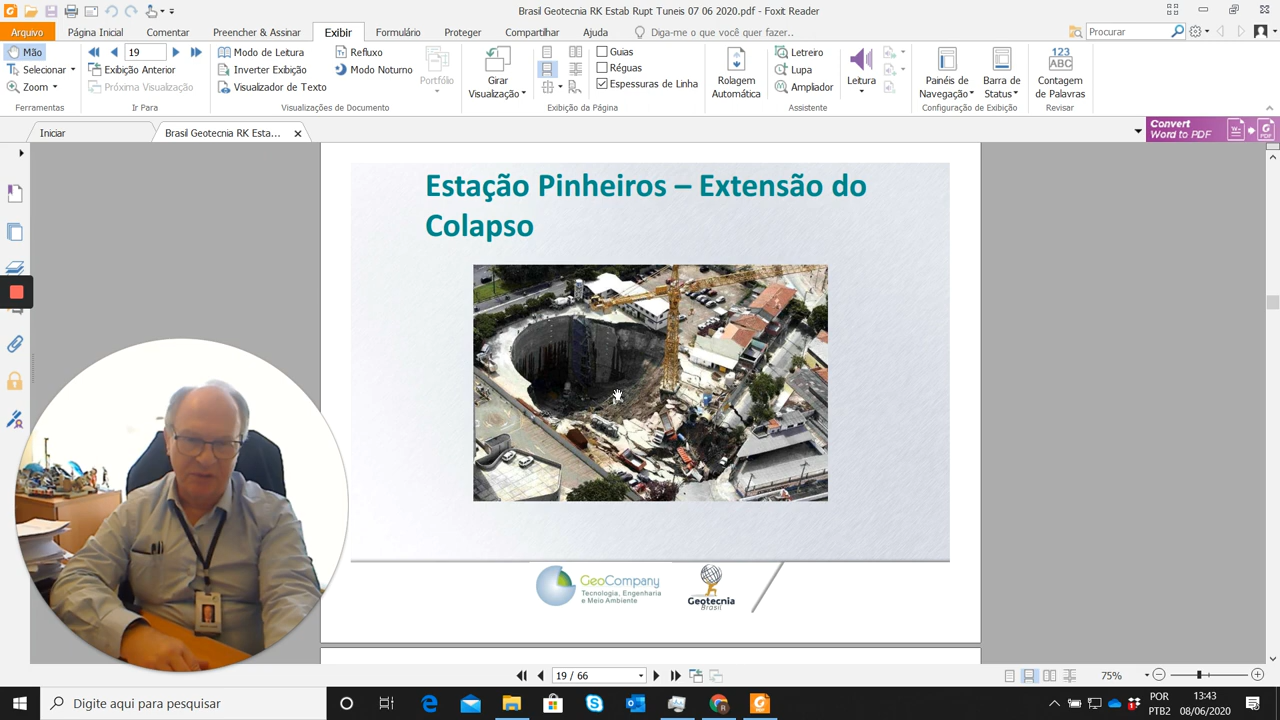 Brasil Geotecnia RK Estab Rupt Tuneis 07 06 2020.pdf - Foxit Reader
Arquivo Página Inicial Comentar Preencher & Assinar Exibir Formulário Proteger Compartilhar Ajuda Diga-me o que você quer fazer.. Procurar
Mão
Selecionar
Zoom
Ferramentas
19
Exibição Anterior
Próxima Visualização
Ir Para
Modo de Leitura
Inverter Exibição
Visualizador de Texto
Refluxo
Modo Noturno
Portfólio
Visualizações de Documento
Girar
Visualização
Guias
Réguas
Espessuras de Linha
Exibição da Página
Rolagem
Automática
Letreiro
Lupa
Ampliador
Assistente
Leitura
Painéis de
Navegação
Barra de
Status
Configuração de Exibição
123
ABC
Contagem
de Palavras
Revisar
Iniciar
Brasil Geotecnia RK Esta...
Convert
Word to PDF
PDF
Estação Pinheiros – Extensão do
Colapso
GeoCompany
Tecnologia, Engenharia
e Meio Ambiente
Geotecnia
Brasil
19 / 66
75%
Digite aqui para pesquisar
POR
PTB2
13:43
08/06/2020